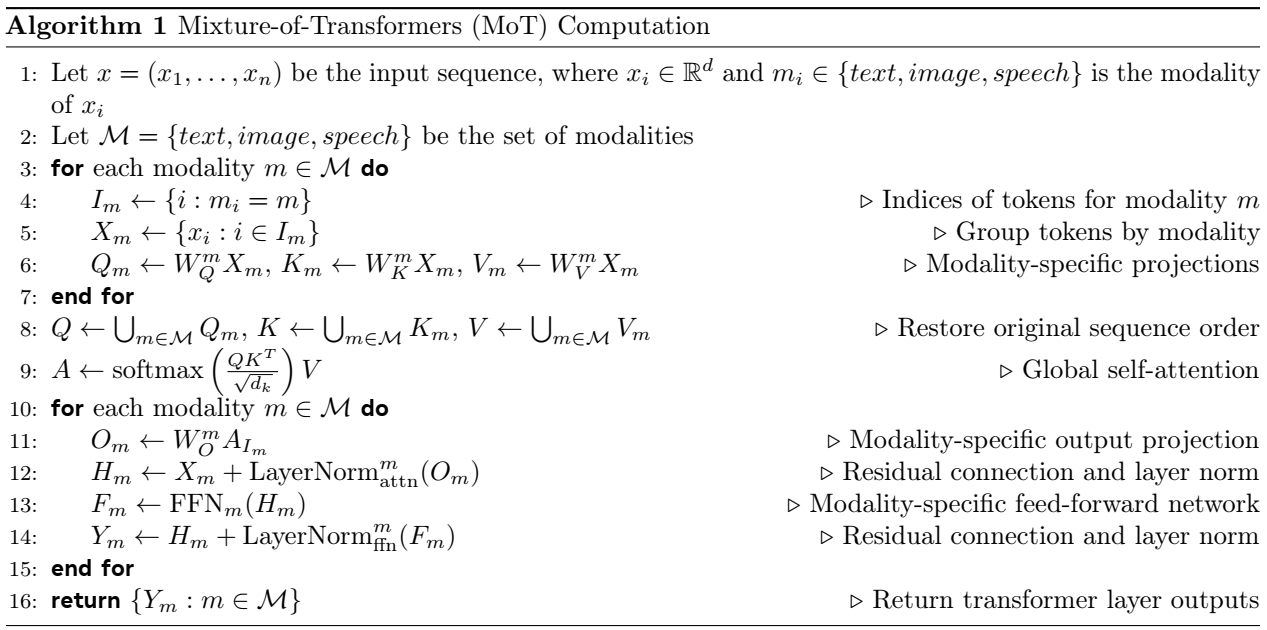 Algorithm 1 Mixture-of-Transformers (MoT) Computation
1: Let $x = (x_1, \ldots, x_n)$ be the input sequence, where $x_i \in \mathbb{R}^d$ and $m_i \in \{text, image, speech\}$ is the modality
of $x_i$
2: Let $\mathcal{M} = \{text, image, speech\}$ be the set of modalities
3: for each modality $m \in \mathcal{M}$ do
4: $I_m \leftarrow \{i : m_i = m\}$ ▷ Indices of tokens for modality $m$
5: $X_m \leftarrow \{x_i : i \in I_m\}$ ▷ Group tokens by modality
6: $Q_m \leftarrow W_Q^m X_m$, $K_m \leftarrow W_K^m X_m$, $V_m \leftarrow W_V^m X_m$ ▷ Modality-specific projections
7: end for
8: $Q \leftarrow \bigcup_{m \in \mathcal{M}} Q_m$, $K \leftarrow \bigcup_{m \in \mathcal{M}} K_m$, $V \leftarrow \bigcup_{m \in \mathcal{M}} V_m$ ▷ Restore original sequence order
9: $A \leftarrow \text{softmax}\left(\frac{QK^T}{\sqrt{d_k}}\right) V$ ▷ Global self-attention
10: for each modality $m \in \mathcal{M}$ do
11: $O_m \leftarrow W_O^m A_{I_m}$ ▷ Modality-specific output projection
12: $H_m \leftarrow X_m + \text{LayerNorm}_{\text{attn}}^m(O_m)$ ▷ Residual connection and layer norm
13: $F_m \leftarrow \text{FFN}_m(H_m)$ ▷ Modality-specific feed-forward network
14: $Y_m \leftarrow H_m + \text{LayerNorm}_{\text{ffn}}^m(F_m)$ ▷ Residual connection and layer norm
15: end for
16: return $\{Y_m : m \in \mathcal{M}\}$ ▷ Return transformer layer outputs